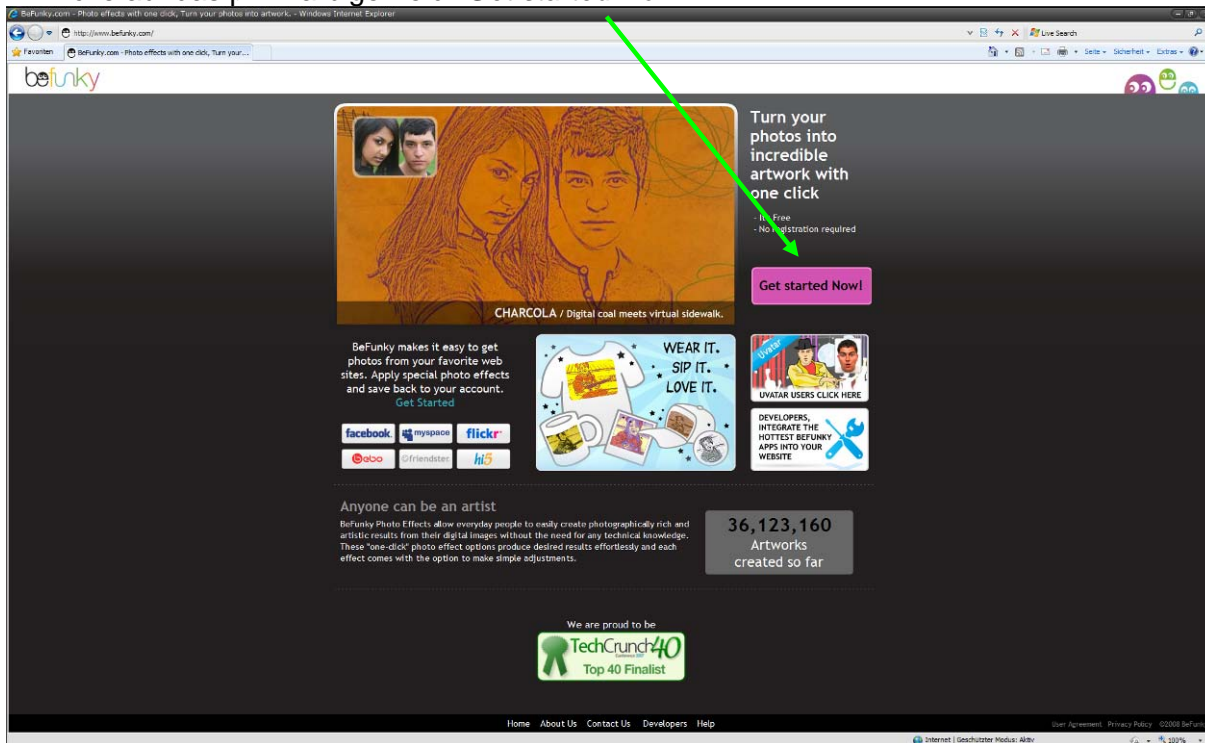 BeFunky.com - Photo effects with one click, Turn your photos into artwork. - Windows Internet Explorer
http://www.befunky.com/
Live Search
Favoriten
BeFunky.com - Photo effects with one click, Turn your...
Seite
Sicherheit
Extras
befunky
Turn your
photos into
incredible
artwork with
one click
- It's Free
- No registration required
Get started Now!
CHARCOLA / Digital coal meets virtual sidewalk.
BeFunky makes it easy to get
photos from your favorite web
sites. Apply special photo effects
and save back to your account.
Get Started
facebook. myspace flickr
bebo friendster hi5
WEAR IT.
SIP IT.
LOVE IT.
Uvatar
UVATAR USERS CLICK HERE
DEVELOPERS,
INTEGRATE THE
HOTTEST BEFUNKY
APPS INTO YOUR
WEBSITE
Anyone can be an artist
BeFunky Photo Effects allow everyday people to easily create photographically rich and
artistic results from their digital images without the need for any technical knowledge.
These "one-click" photo effect options produce desired results effortlessly and each
effect comes with the option to make simple adjustments.
36,123,160
Artworks
created so far
We are proud to be
TechCrunch40
Conference 2007
Top 40 Finalist
Home About Us Contact Us Developers Help
User Agreement Privacy Policy ©2008 BeFunky
Internet | Geschützter Modus: Aktiv
100%